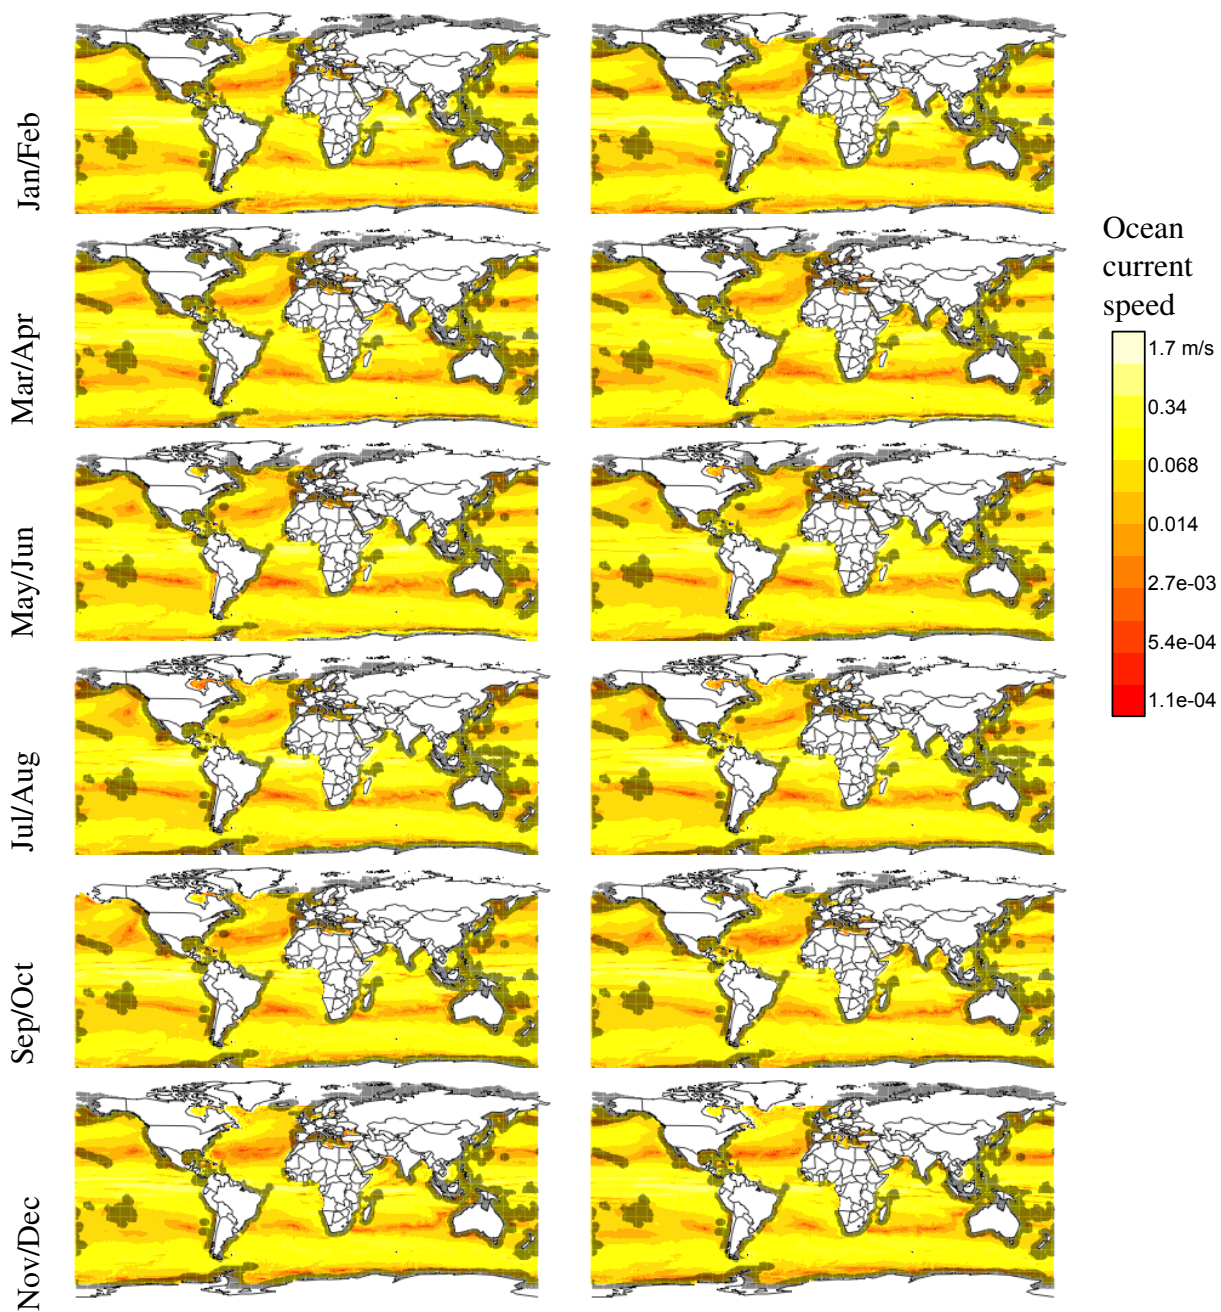 Jan/Feb
Mar/Apr
May/Jun
Jul/Aug
Sep/Oct
Nov/Dec
Ocean
current
speed
1.7 m/s
0.34
0.068
0.014
2.7e-03
5.4e-04
1.1e-04